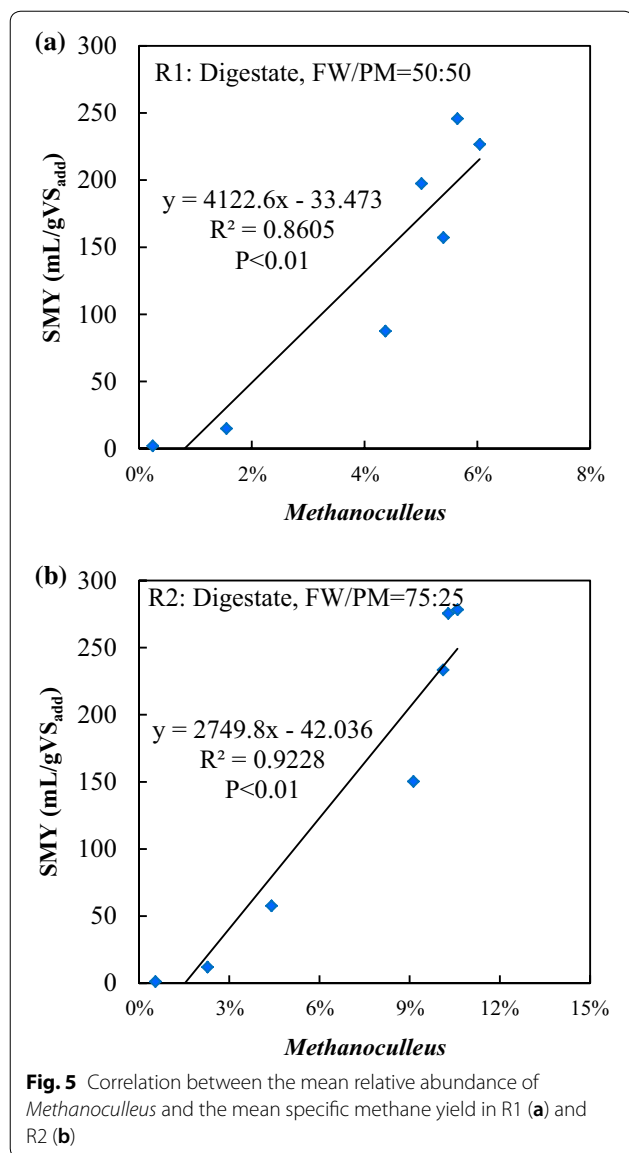 (a)
300
R1: Digestate, FW/PM=50:50
250
200
y = 4122.6x - 33.473
R² = 0.8605
150
P<0.01
100
50
0
SMY (mL/gVSadd)
0% 2% 4% 6% 8%
Methanoculleus
(b)
300
R2: Digestate, FW/PM=75:25
250
200
y = 2749.8x - 42.036
R² = 0.9228
150
P<0.01
100
50
0
SMY (mL/gVSadd)
0% 3% 6% 9% 12% 15%
Methanoculleus
Fig. 5 Correlation between the mean relative abundance of
Methanoculleus and the mean specific methane yield in R1 (a) and
R2 (b)